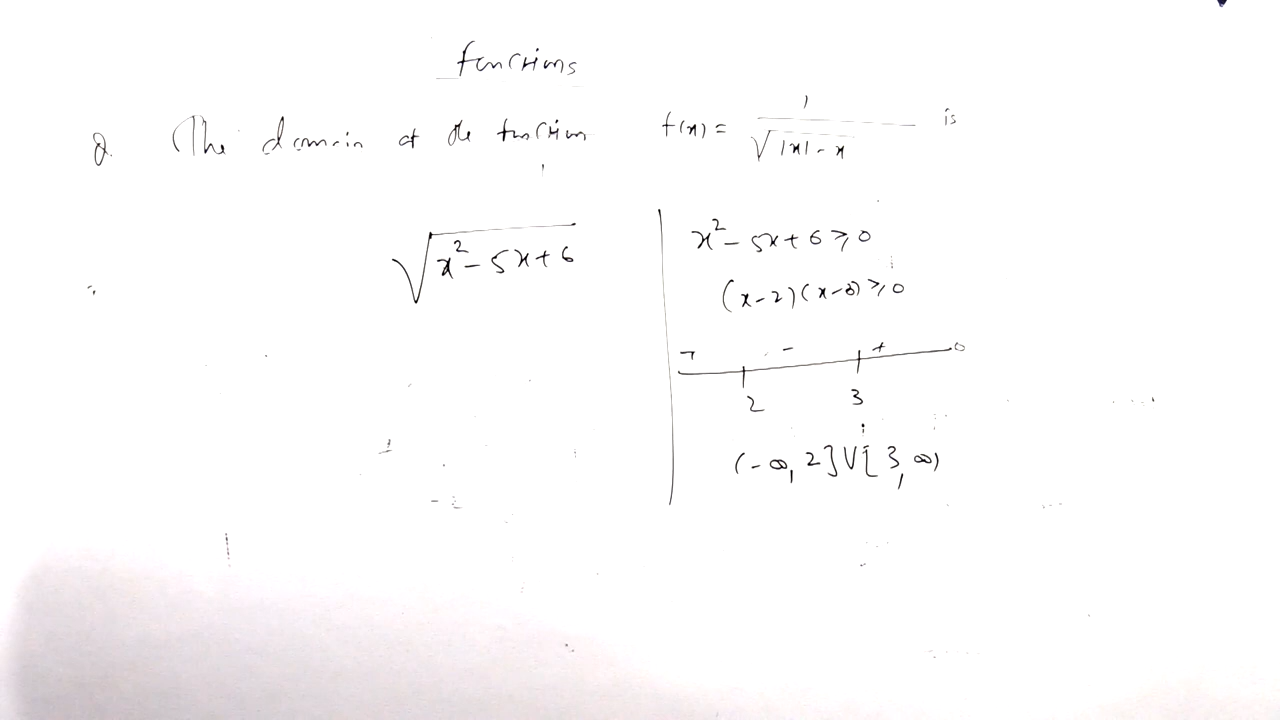 functions
Q. The domain of the function f(x) = 1/√|x| - x is
√x² - 5x + 6
x² - 5x + 6 ≥ 0
(x-2)(x-3) ≥ 0
+ - + ∞
2 3
(-∞, 2] ∪ [3, ∞)